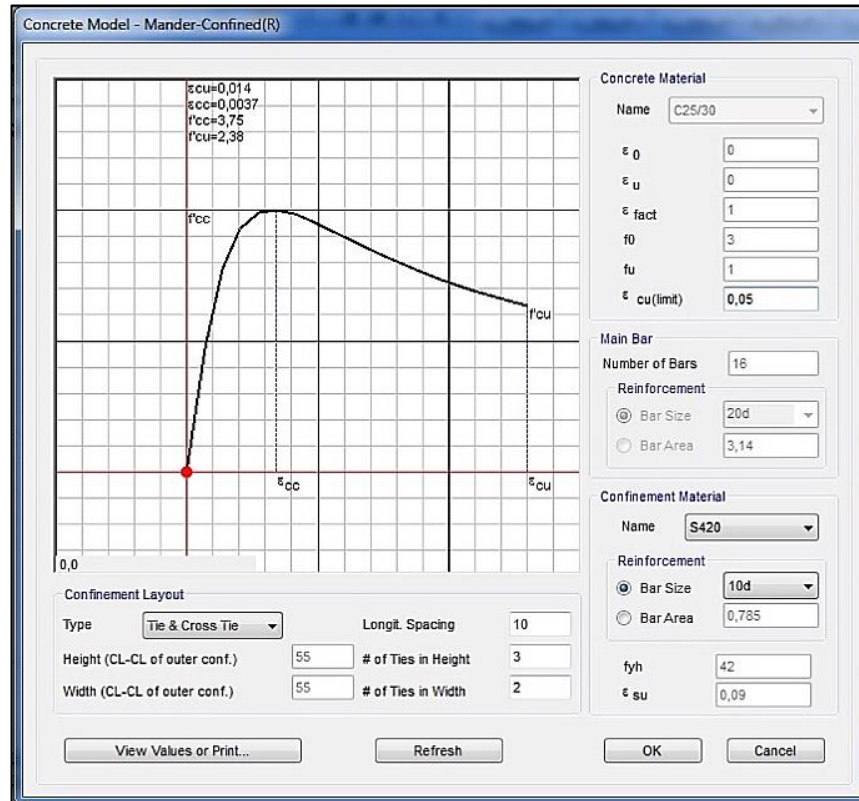 Concrete Model - Mander-Confined(R)
εcu=0,014
εcc=0,0037
f'cc=3,75
f'cu=2,38
f'cc
f'cu
εcc
εcu
0,0
Concrete Material
Name C25/30
ε 0 0
ε u 0
ε fact 1
f0 3
fu 1
ε cu(limit) 0,05
Main Bar
Number of Bars 16
Reinforcement
Bar Size 20d
Bar Area 3,14
Confinement Material
Name S420
Reinforcement
Bar Size 10d
Bar Area 0,785
fyh 42
ε su 0,09
Confinement Layout
Type Tie & Cross Tie Longit. Spacing 10
Height (CL-CL of outer conf.) 55 # of Ties in Height 3
Width (CL-CL of outer conf.) 55 # of Ties in Width 2
View Values or Print... Refresh OK Cancel